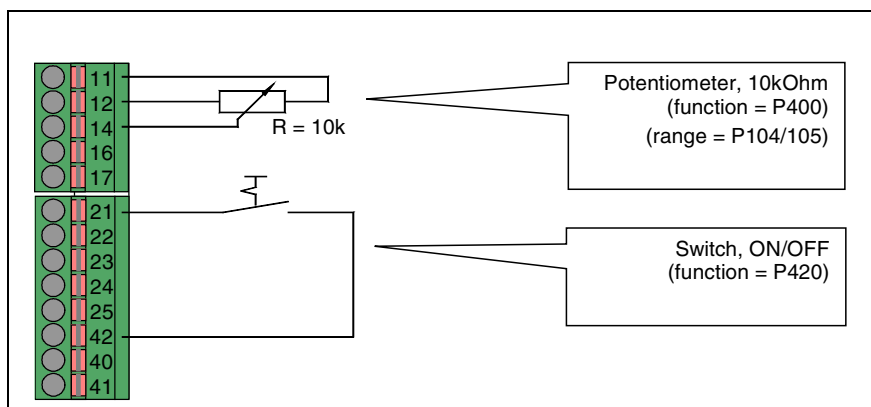 11
12
14
16
17
21
22
23
24
25
42
40
41
R = 10k
Potentiometer, 10kOhm
(function = P400)
(range = P104/105)
Switch, ON/OFF
(function = P420)